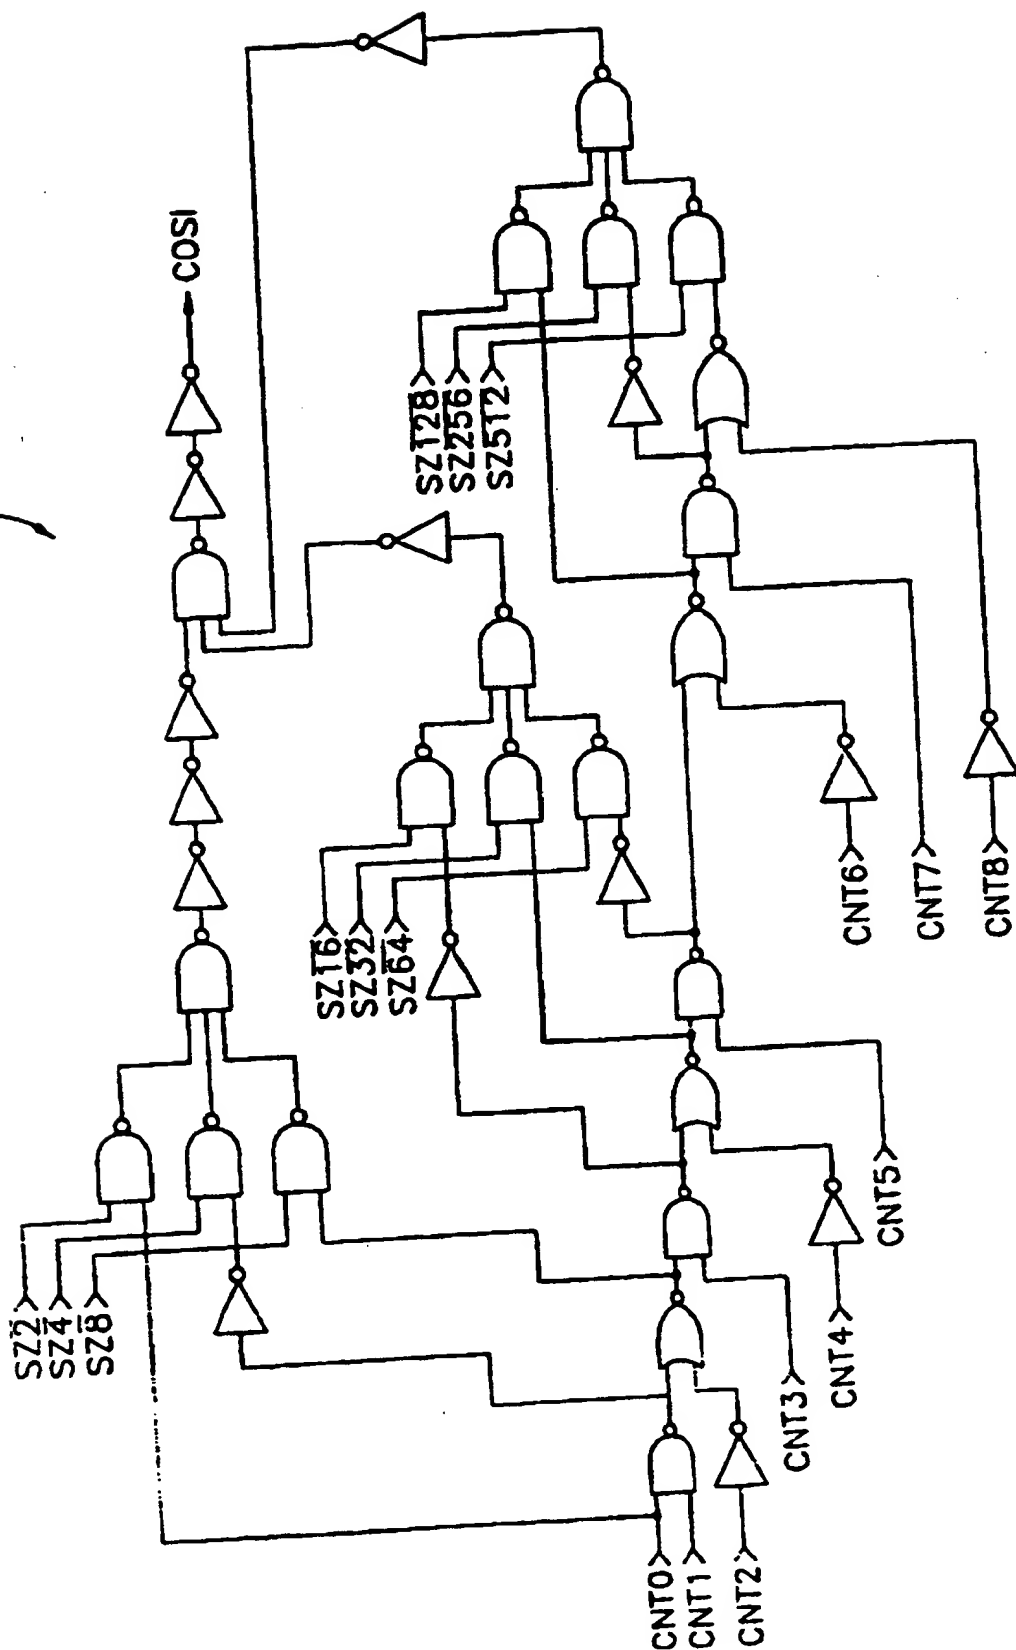 COSI
SZ128
SZ256
SZ512
SZ16
SZ32
SZ64
SZ2
SZ4
SZ8
CNT0
CNT1
CNT2
CNT3
CNT4
CNT5
CNT6
CNT7
CNT8